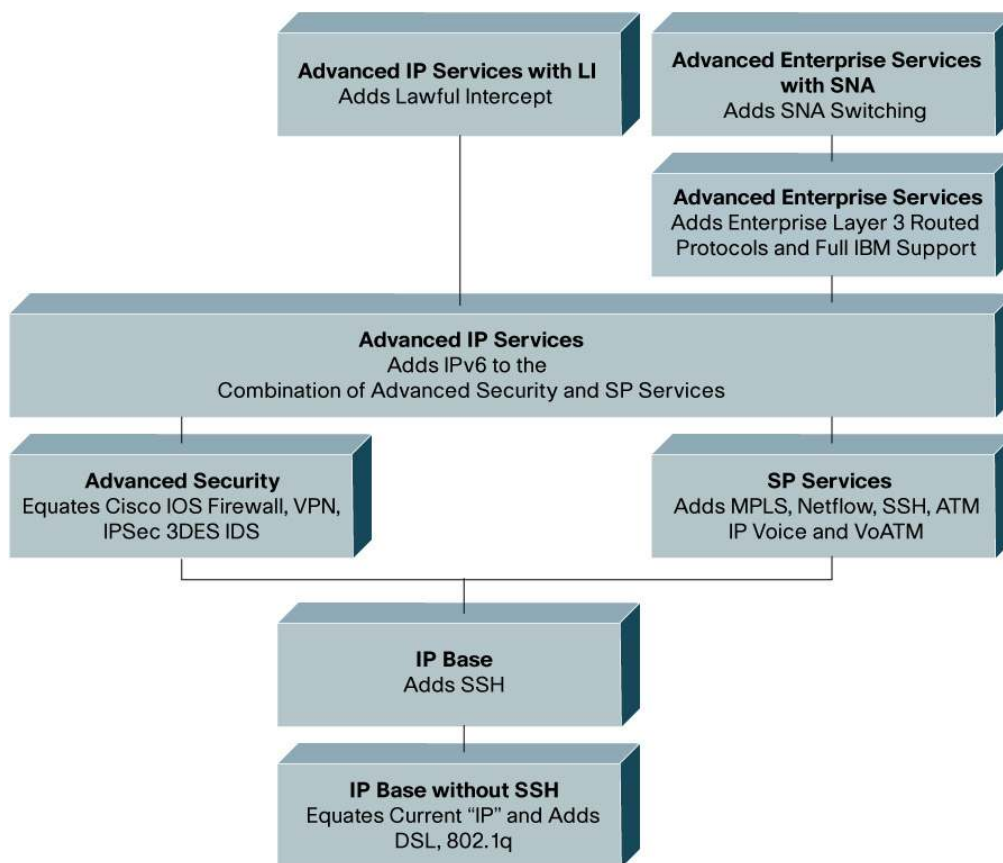 Advanced IP Services with LI
Adds Lawful Intercept
Advanced Enterprise Services
with SNA
Adds SNA Switching
Advanced Enterprise Services
Adds Enterprise Layer 3 Routed
Protocols and Full IBM Support
Advanced IP Services
Adds IPv6 to the
Combination of Advanced Security and SP Services
Advanced Security
Equates Cisco IOS Firewall, VPN,
IPSec 3DES IDS
SP Services
Adds MPLS, Netflow, SSH, ATM
IP Voice and VoATM
IP Base
Adds SSH
IP Base without SSH
Equates Current “IP” and Adds
DSL, 802.1q